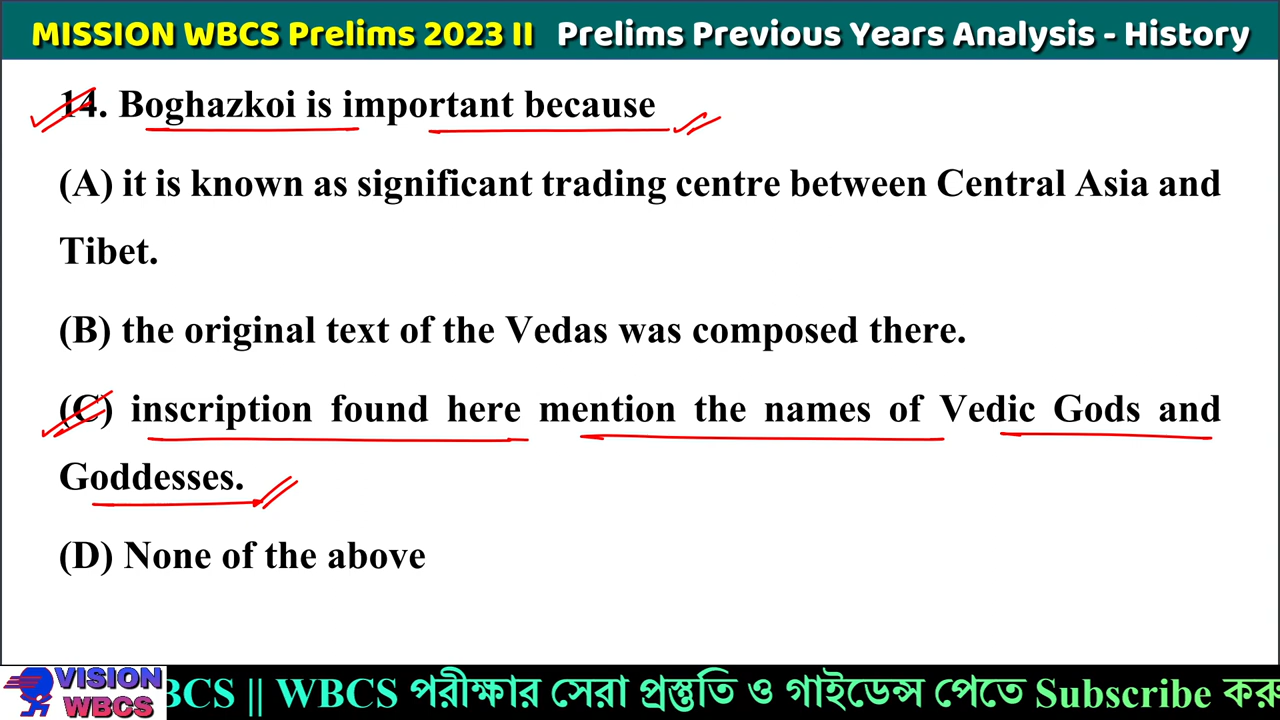 MISSION WBCS Prelims 2023 II Prelims Previous Years Analysis - History
14. Boghazkoi is important because
(A) it is known as significant trading centre between Central Asia and
Tibet.
(B) the original text of the Vedas was composed there.
(C) inscription found here mention the names of Vedic Gods and
Goddesses.
(D) None of the above
VISION
WBCS
BCS || WBCS পরীক্ষার সেরা প্রস্তুতি ও গাইডেন্স পেতে Subscribe করু